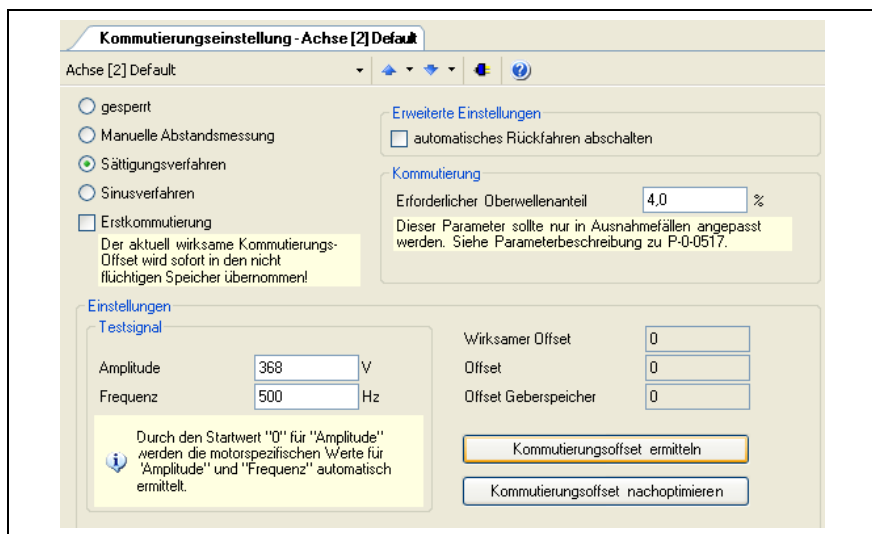 Kommutierungseinstellung - Achse [2] Default
Achse [2] Default
gesperrt
Manuelle Abstandsmessung
Sättigungsverfahren
Sinusverfahren
Erstkommutierung
Der aktuell wirksame Kommutierungs-
Offset wird sofort in den nicht
flüchtigen Speicher übernommen!
Erweiterte Einstellungen
automatisches Rückfahren abschalten
Kommutierung
Erforderlicher Oberwellenanteil 4,0 %
Dieser Parameter sollte nur in Ausnahmefällen angepasst
werden. Siehe Parameterbeschreibung zu P-0-0517.
Einstellungen
Testsignal
Amplitude 368 V
Frequenz 500 Hz
Durch den Startwert "0" für "Amplitude"
werden die motorspezifischen Werte für
"Amplitude" und "Frequenz" automatisch
ermittelt.
Wirksamer Offset 0
Offset 0
Offset Geberspeicher 0
Kommutierungsoffset ermitteln
Kommutierungsoffset nachoptimieren